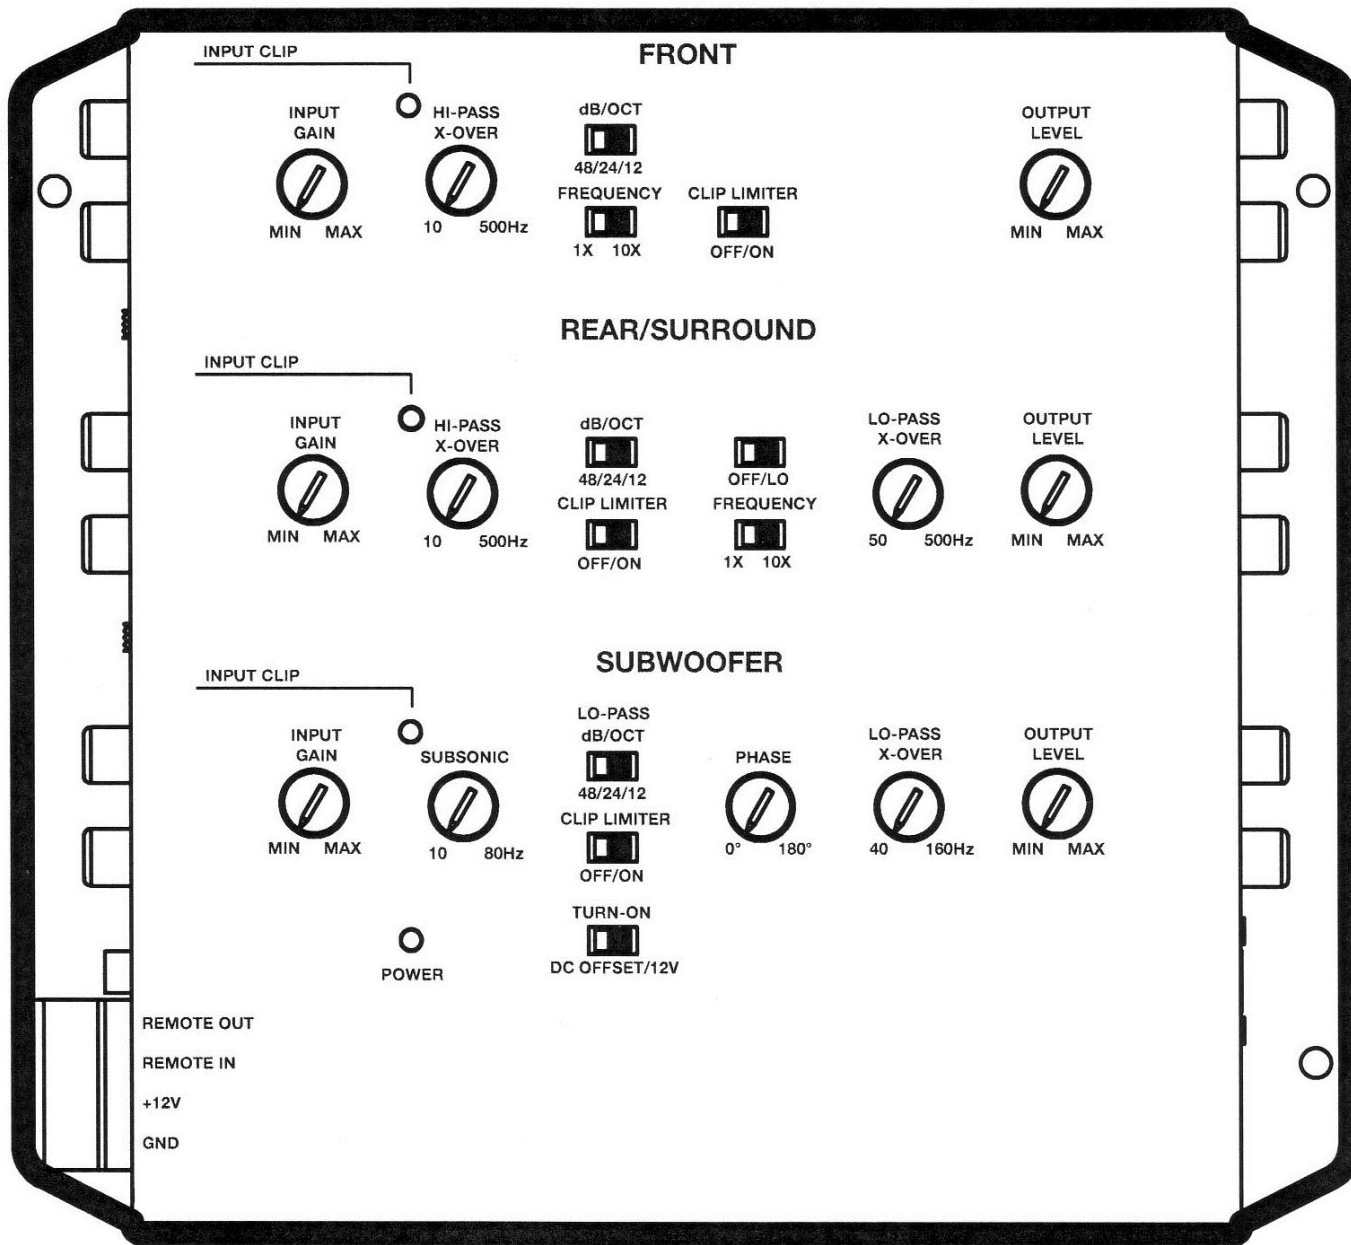 FRONT
INPUT CLIP
INPUT
GAIN
MIN MAX
HI-PASS
X-OVER
10 500Hz
dB/OCT
48/24/12
FREQUENCY
1X 10X
CLIP LIMITER
OFF/ON
OUTPUT
LEVEL
MIN MAX
REAR/SURROUND
INPUT CLIP
INPUT
GAIN
MIN MAX
HI-PASS
X-OVER
10 500Hz
dB/OCT
48/24/12
CLIP LIMITER
OFF/ON
OFF/LO
FREQUENCY
1X 10X
LO-PASS
X-OVER
50 500Hz
OUTPUT
LEVEL
MIN MAX
SUBWOOFER
INPUT CLIP
INPUT
GAIN
MIN MAX
SUBSONIC
10 80Hz
LO-PASS
dB/OCT
48/24/12
CLIP LIMITER
OFF/ON
PHASE
0° 180°
LO-PASS
X-OVER
40 160Hz
OUTPUT
LEVEL
MIN MAX
POWER
TURN-ON
DC OFFSET/12V
REMOTE OUT
REMOTE IN
+12V
GND